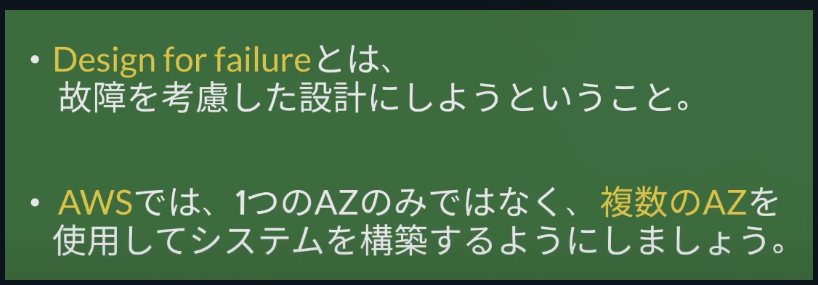 • Design for failureとは、
故障を考慮した設計にしようということ。
• AWSでは、1つのAZのみではなく、複数のAZを
使用してシステムを構築するようにしましょう。